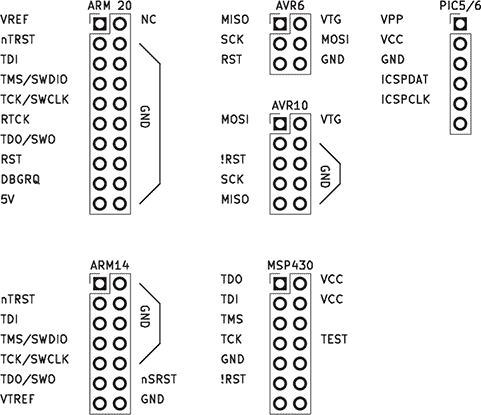 ARM 20
VREF NC
nTRST
TDI
TMS/SWDIO
TCK/SWCLK
RTCK
TDO/SWO
RST
DBGRQ
5V
GND
AVR6
MISO VTG
SCK MOSI
RST GND
PIC5/6
VPP
VCC
GND
ICSPDAT
ICSPCLK
AVR10
MOSI VTG
!RST
SCK
MISO
GND
ARM14
nTRST
TDI
TMS/SWDIO
TCK/SWCLK
TDO/SWO nSRST
VTREF GND
GND
MSP430
TDO VCC
TDI VCC
TMS
TCK TEST
GND
!RST